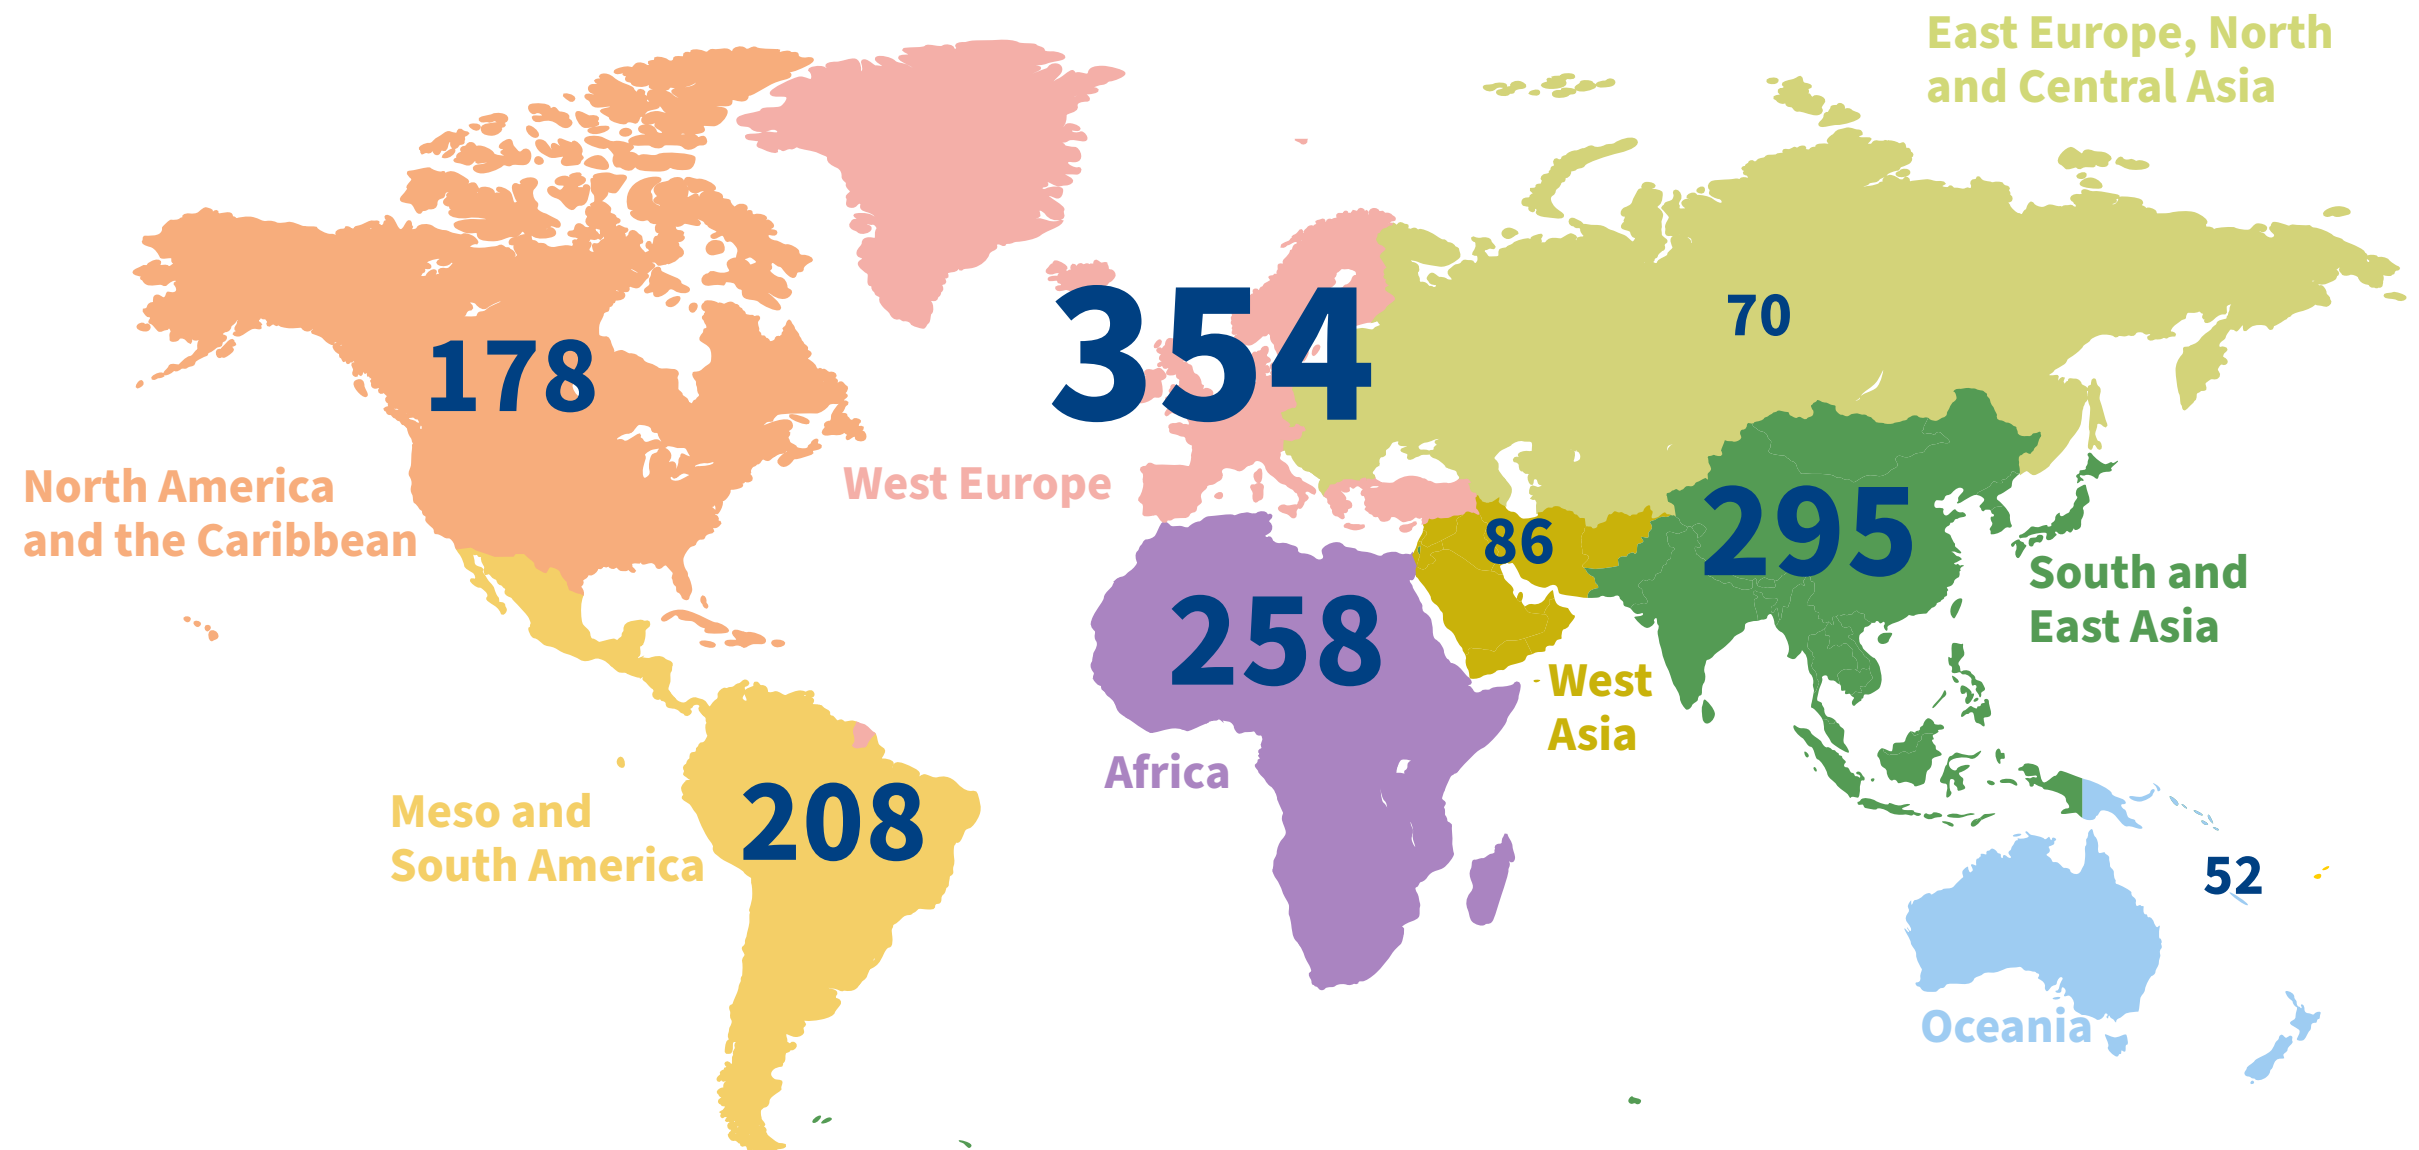 East Europe, North
and Central Asia
70
354
178
West Europe
North America
and the Caribbean
295
86
South and
East Asia
258
West
Asia
Africa
208
Meso and
South America
52
Oceania